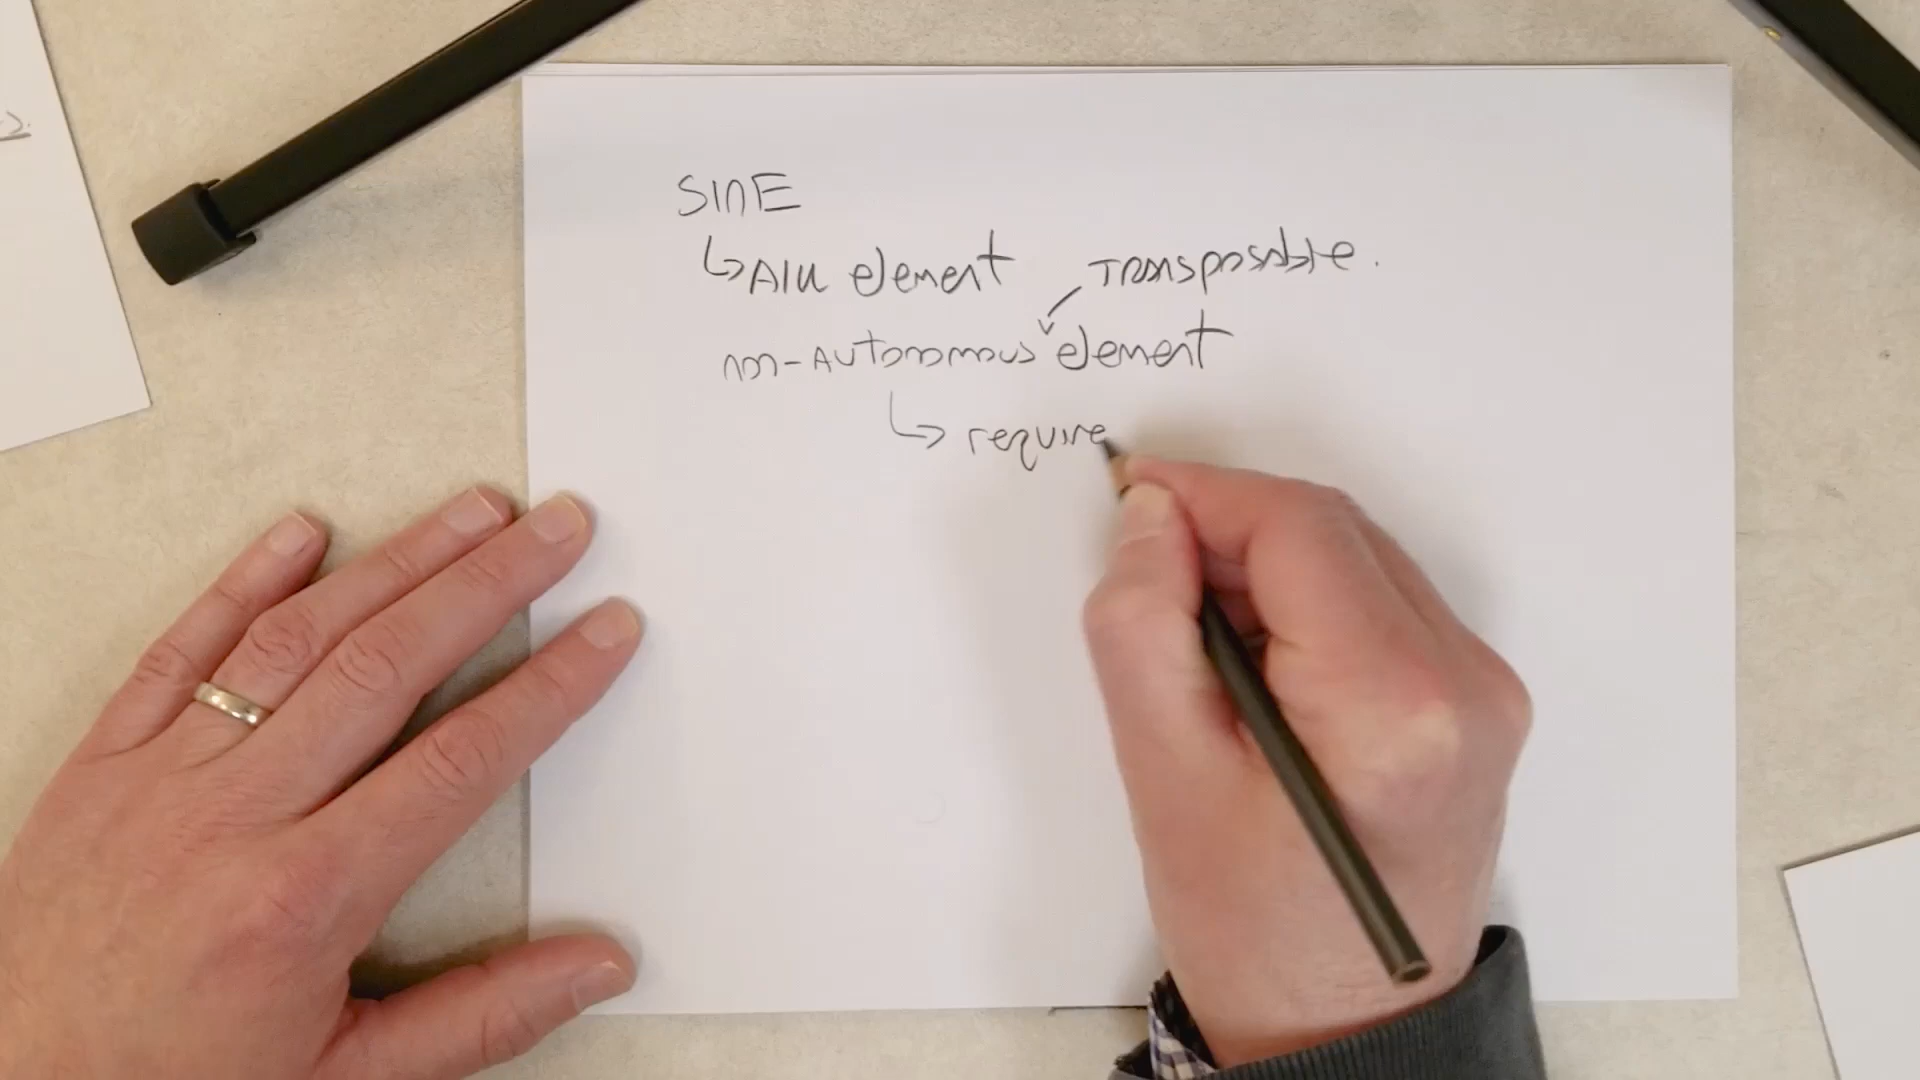 SINE
↳ Alu element Transposable.
non-Autonomous element
↳ require